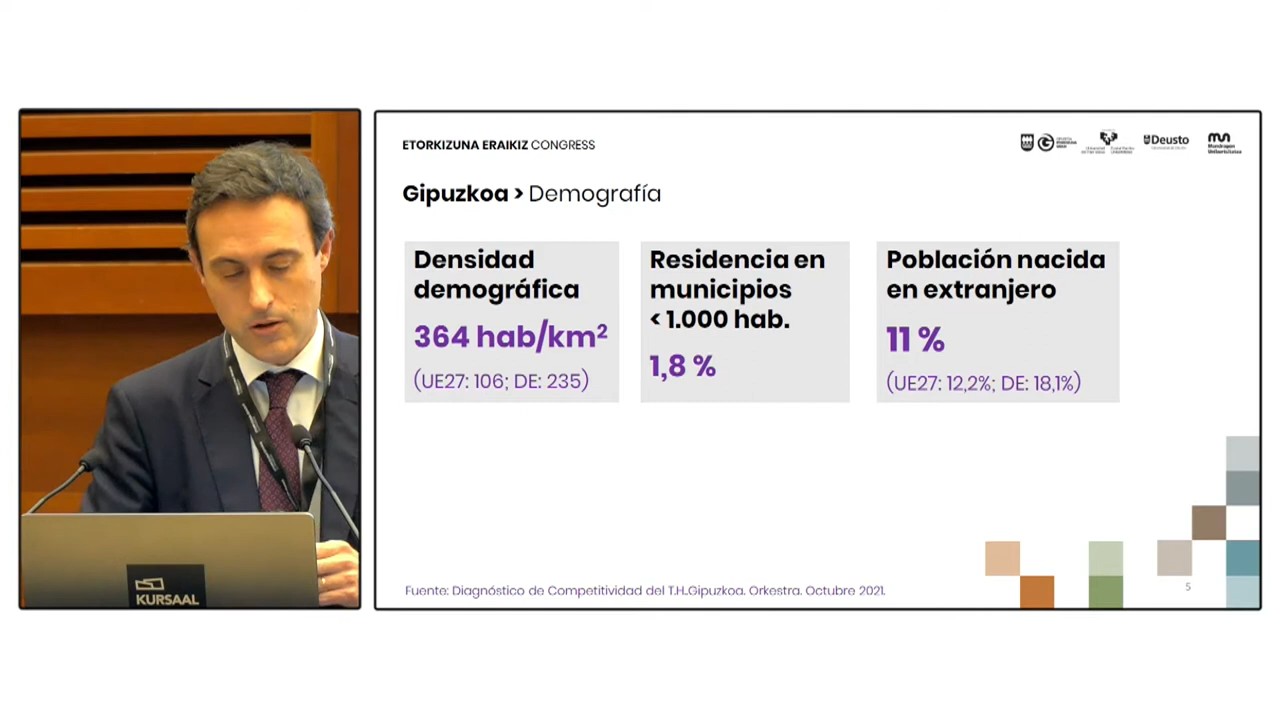 ETORKIZUNA ERAIKIZ CONGRESS
Deusto
Gipuzkoa > Demografía
Densidad
demográfica
364 hab/km²
(UE27: 106; DE: 235)
Residencia en
municipios
< 1.000 hab.
1,8 %
Población nacida
en extranjero
11 %
(UE27: 12,2%; DE: 18,1%)
Fuente: Diagnóstico de Competitividad del T.H..Gipuzkoa. Orkestra. Octubre 2021.
5
KURSAAL